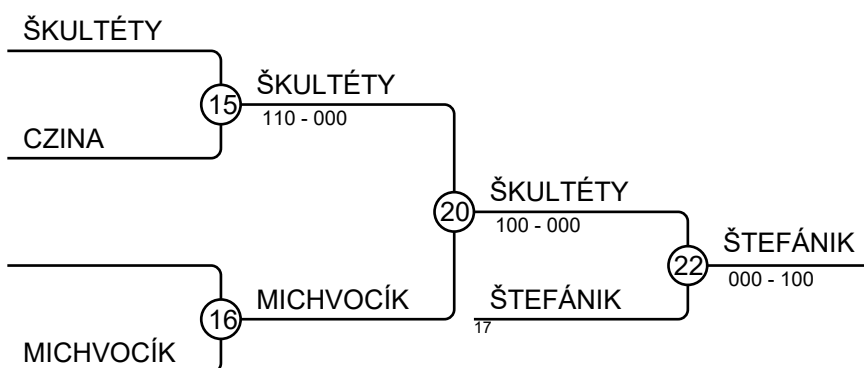 ŠKULTÉTY
15
ŠKULTÉTY
110 - 000
CZINA
20
ŠKULTÉTY
100 - 000
22
ŠTEFÁNIK
000 - 100
16
MICHVOCÍK
ŠTEFÁNIK
17
MICHVOCÍK